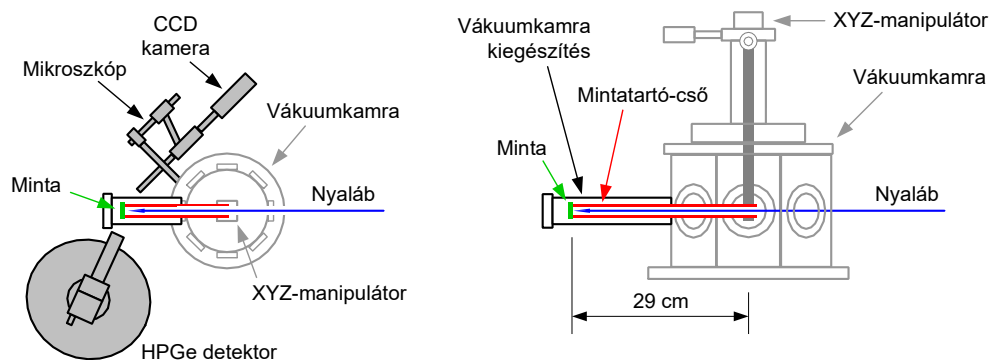 CCD
kamera
Mikroszkóp
Vákuumkamra
Minta
Nyaláb
XYZ-manipulátor
HPGe detektor
XYZ-manipulátor
Vákuumkamra
kiegészítés
Vákuumkamra
Mintatartó-cső
Minta
Nyaláb
29 cm